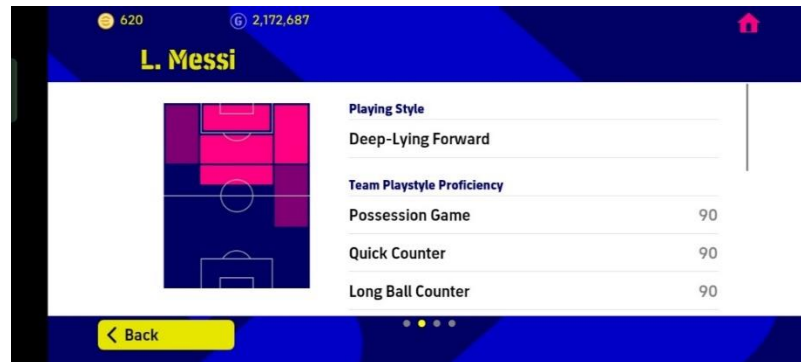 620 2,172,687
L. Messi
Playing Style
Deep-Lying Forward
Team Playstyle Proficiency
Possession Game 90
Quick Counter 90
Long Ball Counter 90
Back